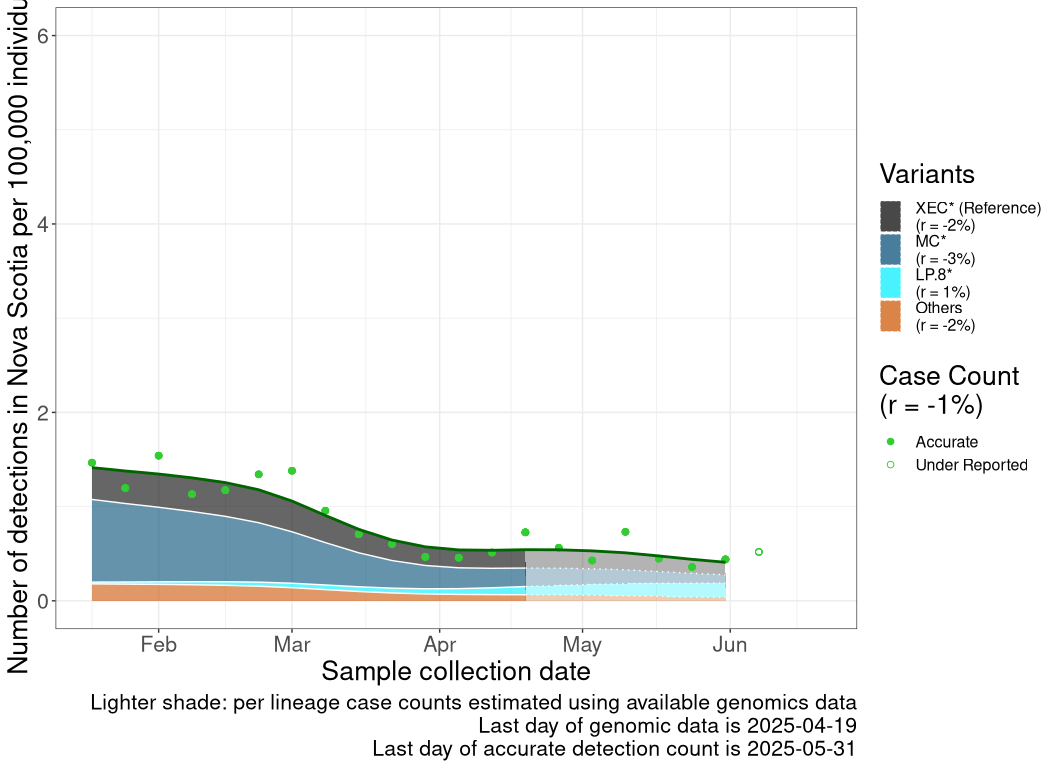 Number of detections in Nova Scotia per 100,000 individu
6
4
2
0
Feb Mar Apr May Jun
Sample collection date
Lighter shade: per lineage case counts estimated using available genomics data
Last day of genomic data is 2025-04-19
Last day of accurate detection count is 2025-05-31
Variants
XEC* (Reference)
(r = -2%)
MC*
(r = -3%)
LP.8*
(r = 1%)
Others
(r = -2%)
Case Count
(r = -1%)
Accurate
Under Reported